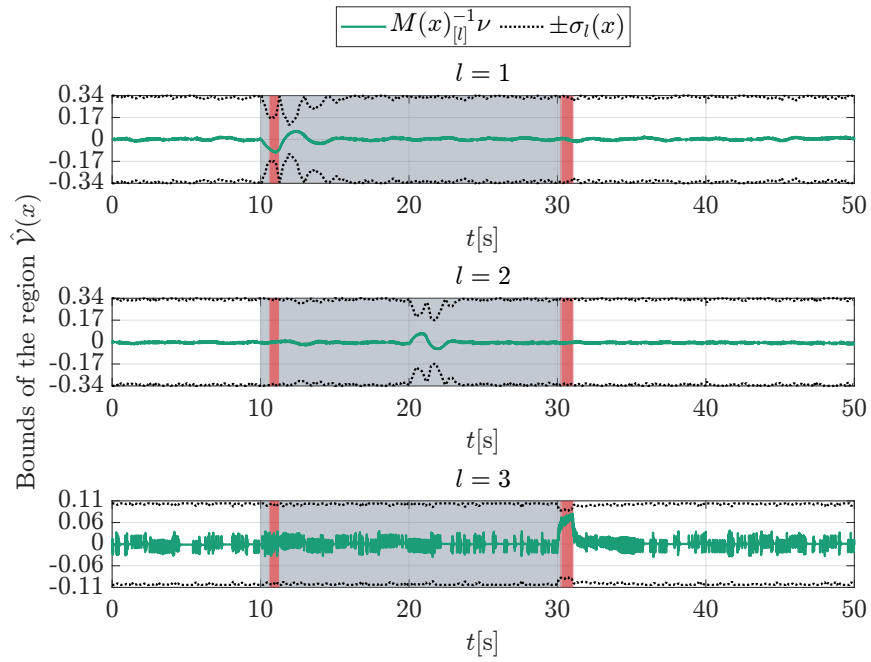 M(x)⁻¹[l] ν ±σl(x)
l = 1
0.34
0.17
0
-0.17
-0.34
0 10 20 30 40 50
t[s]
Bounds of the region V̂(x)
l = 2
0.34
0.17
0
-0.17
-0.34
0 10 20 30 40 50
t[s]
l = 3
0.11
0.06
0
-0.06
-0.11
0 10 20 30 40 50
t[s]